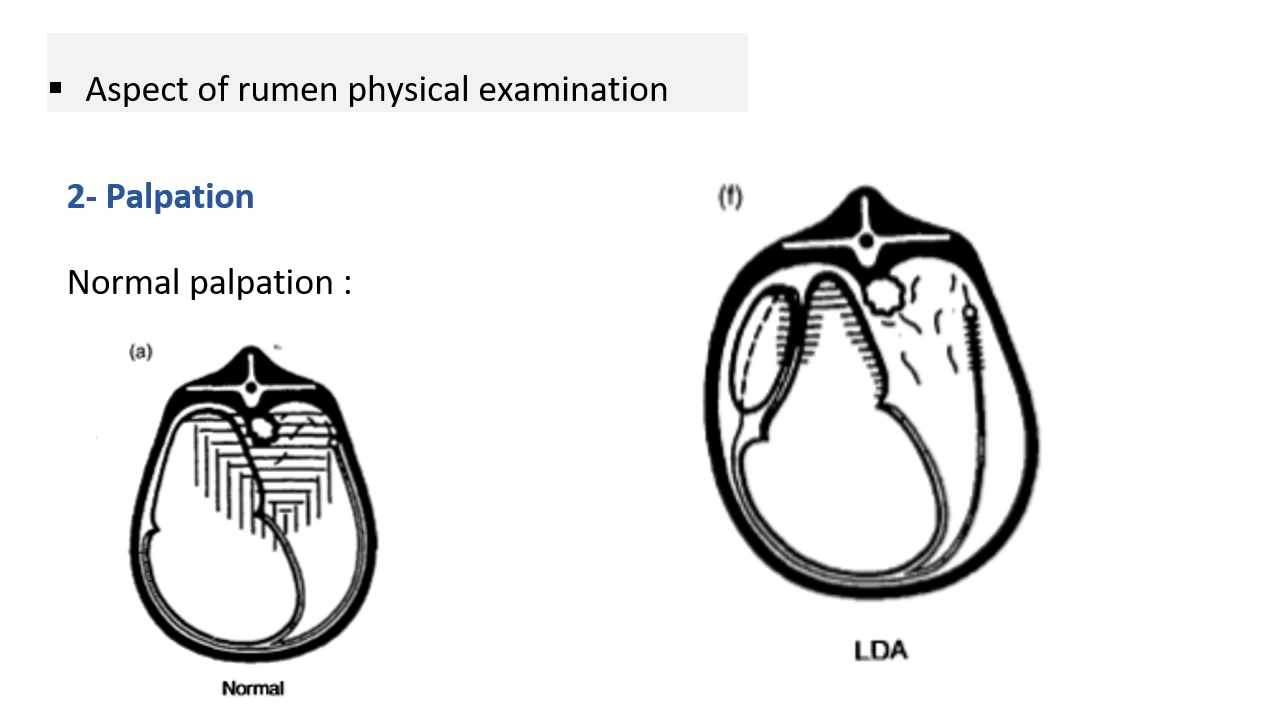 ▪ Aspect of rumen physical examination
2- Palpation
Normal palpation :
(a)
Normal
(f)
LDA